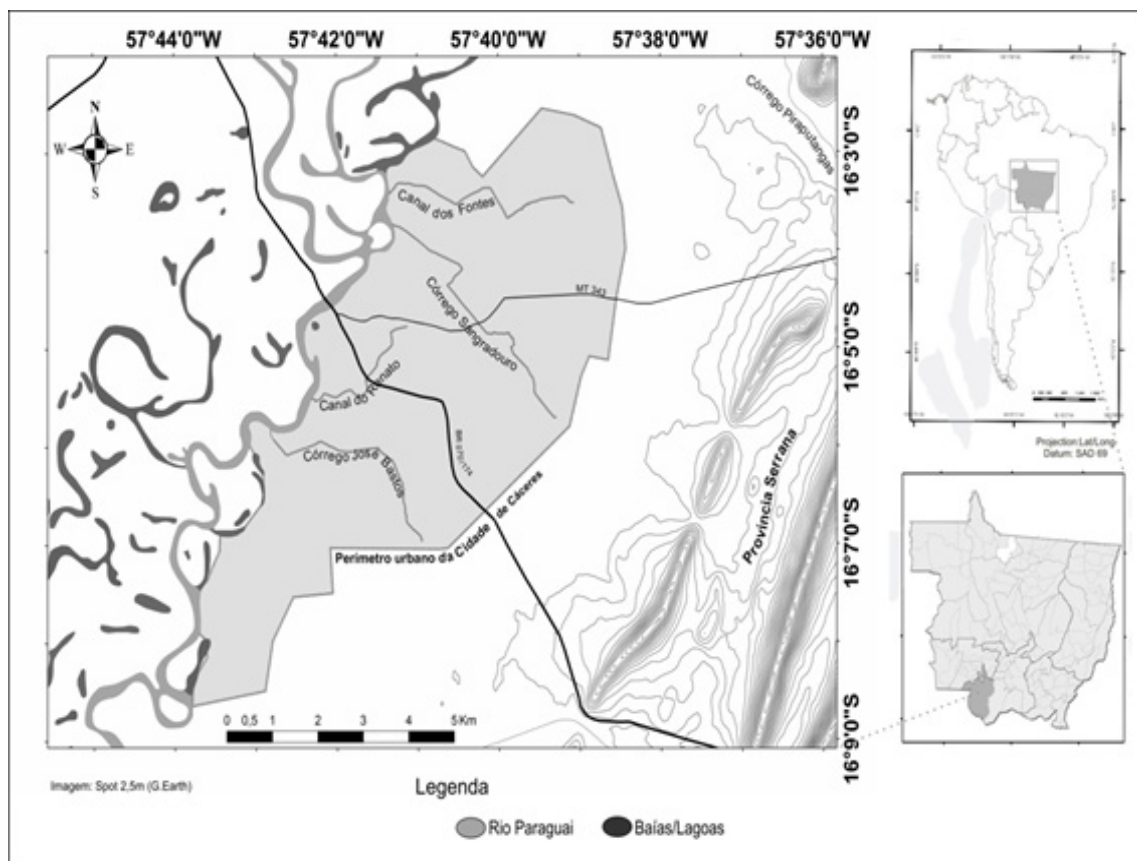 57°44'0"W 57°42'0"W 57°40'0"W 57°38'0"W 57°36'0"W
N
W E
S
Córrego Piraputangas
16°3'0"S
Canal dos Fontes
MT 343
Córrego Sangradouro
16°5'0"S
Canal do Renato
BR 070/174
Córrego José Bastos
Província Serrana
16°7'0"S
Perímetro urbano da Cidade de Cáceres
0 0,5 1 2 3 4 5 Km
16°9'0"S
Projection:Lat/Long-
Datum: SAD 69
Imagem: Spot 2,5m (G.Earth)
Legenda
Rio Paraguai Baías/Lagoas